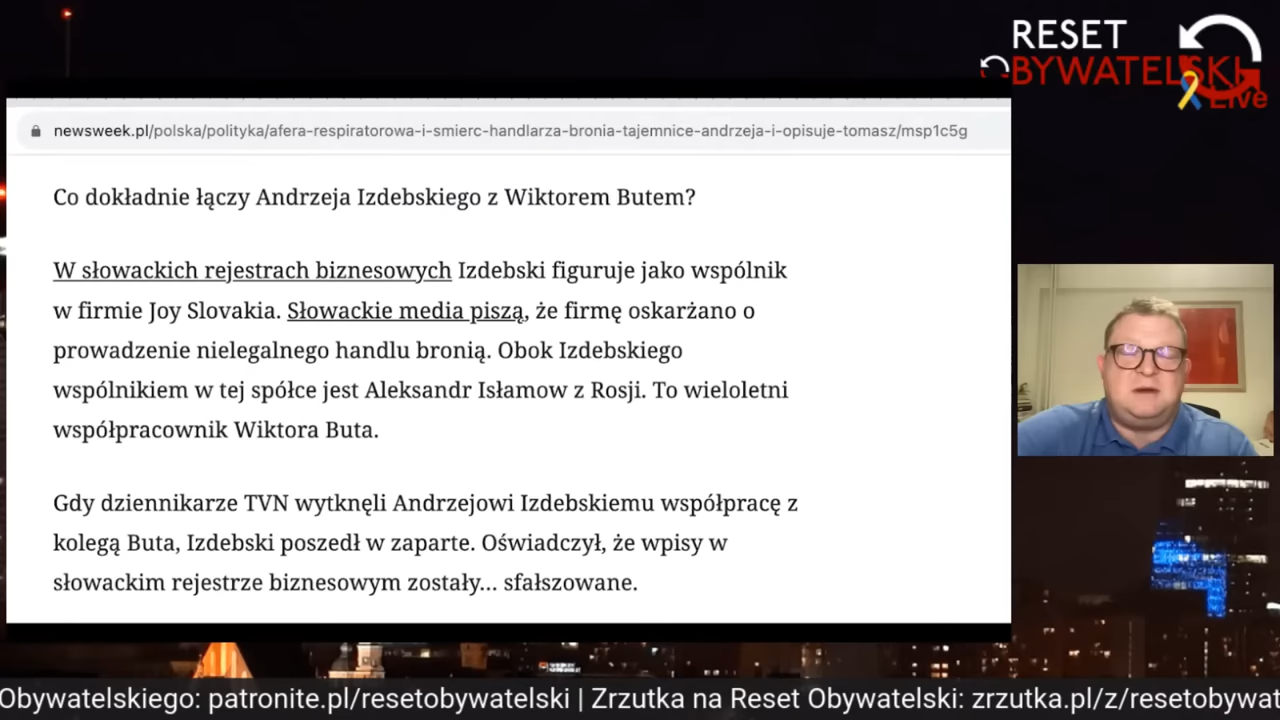 RESET
OBYWATELSKI
Live
newsweek.pl/polska/polityka/afera-respiratorowa-i-smierc-handlarza-bronia-tajemnice-andrzeja-i-opisuje-tomasz/msp1c5g
Co dokładnie łączy Andrzeja Izdebskiego z Wiktorem Butem?
W słowackich rejestrach biznesowych Izdebski figuruje jako wspólnik
w firmie Joy Slovakia. Słowackie media piszą, że firmę oskarżano o
prowadzenie nielegalnego handlu bronią. Obok Izdebskiego
wspólnikiem w tej spółce jest Aleksandr Isłamow z Rosji. To wieloletni
współpracownik Wiktora Buta.
Gdy dziennikarze TVN wytknęli Andrzejowi Izdebskiemu współpracę z
kolegą Buta, Izdebski poszedł w zaparte. Oświadczył, że wpisy w
słowackim rejestrze biznesowym zostały... sfałszowane.
Obywatelskiego: patronite.pl/resetobywatelski | Zrzutka na Reset Obywatelski: zrzutka.pl/z/resetobywat